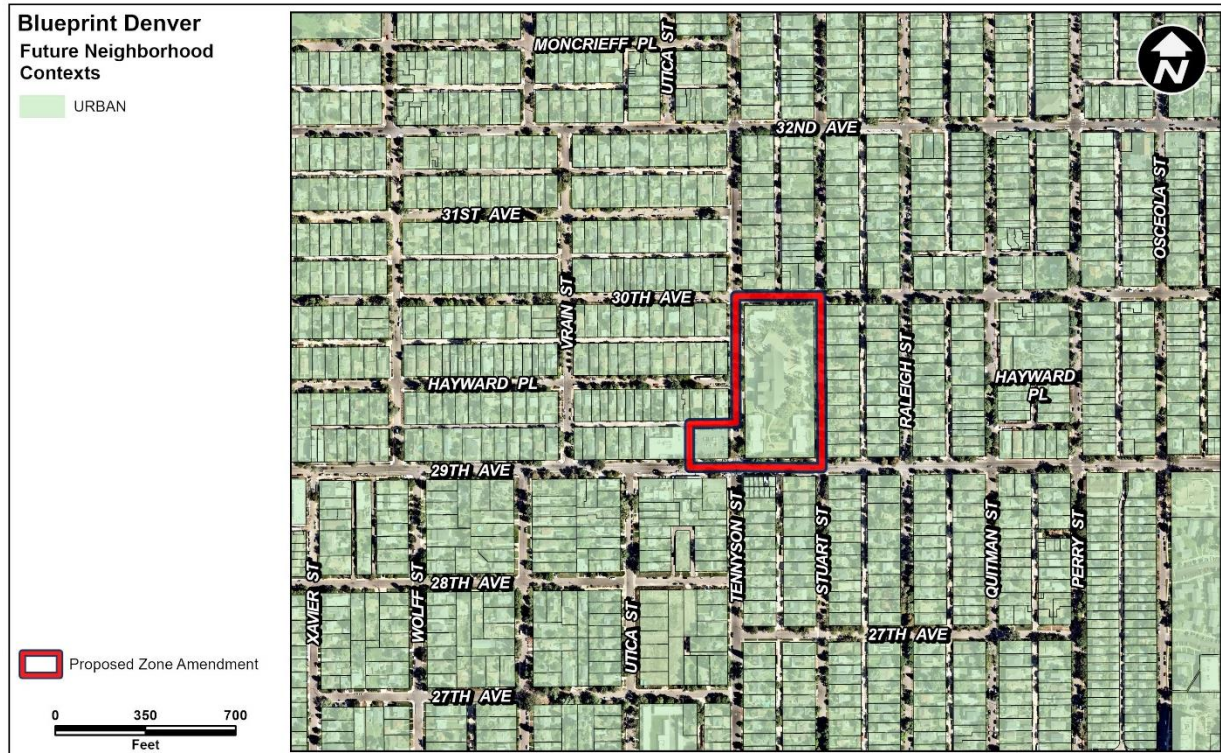 Blueprint Denver
Future Neighborhood
Contexts
URBAN
Proposed Zone Amendment
0 350 700
Feet
N
MONCRIEFF PL
UTICA ST
32ND AVE
OSCEOLA ST
31ST AVE
VRAIN ST
30TH AVE
RALEIGH ST
HAYWARD PL
HAYWARD
PL
29TH AVE
XAVIER ST
WOLFF ST
28TH AVE
UTICA ST
TENNYSON ST
STUART ST
QUITMAN ST
PERRY ST
27TH AVE
27TH AVE